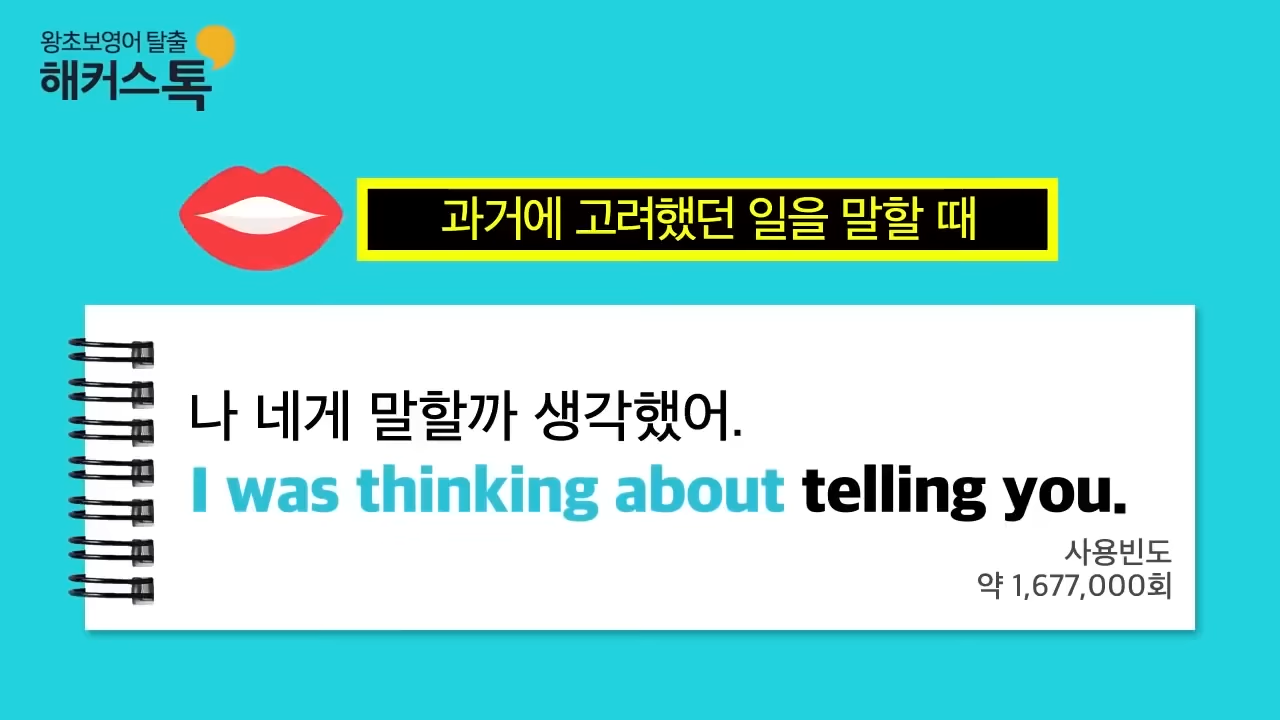 왕초보영어 탈출
해커스톡
과거에 고려했던 일을 말할 때
나 네게 말할까 생각했어.
I was thinking about telling you.
사용빈도
약 1,677,000회